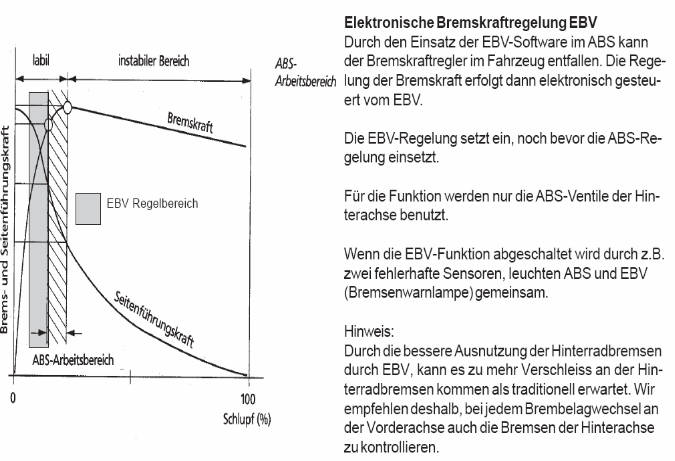 labil
instabiler Bereich
ABS-
Arbeitsbereich
Bremskraft
EBV Regelbereich
Seitenführungskraft
ABS-Arbeitsbereich
Brems- und Seitenführungskraft
0
100
Schlupf (%)
Elektronische Bremskraftregelung EBV
Durch den Einsatz der EBV-Software im ABS kann
der Bremskraftregler im Fahrzeug entfallen. Die Rege-
lung der Bremskraft erfolgt dann elektronisch gesteu-
ert vom EBV.
Die EBV-Regelung setzt ein, noch bevor die ABS-Re-
gelung einsetzt.
Für die Funktion werden nur die ABS-Ventile der Hin-
terachse benutzt.
Wenn die EBV-Funktion abgeschaltet wird durch z.B.
zwei fehlerhafte Sensoren, leuchten ABS und EBV
(Bremsenwarnlampe) gemeinsam.
Hinweis:
Durch die bessere Ausnutzung der Hinterradbremsen
durch EBV, kann es zu mehr Verschleiss an der Hin-
terradbremsen kommen als traditionell erwartet. Wir
empfehlen deshalb, bei jedem Brembelagwechsel an
der Vorderachse auch die Bremsen der Hinterachse
zu kontrollieren.